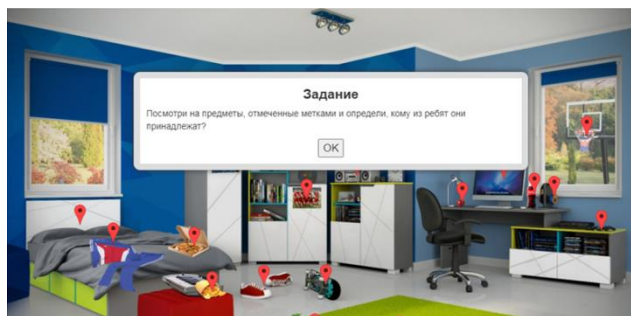 Задание
Посмотри на предметы, отмеченные метками и определи, кому из ребят они
принадлежат?
OK